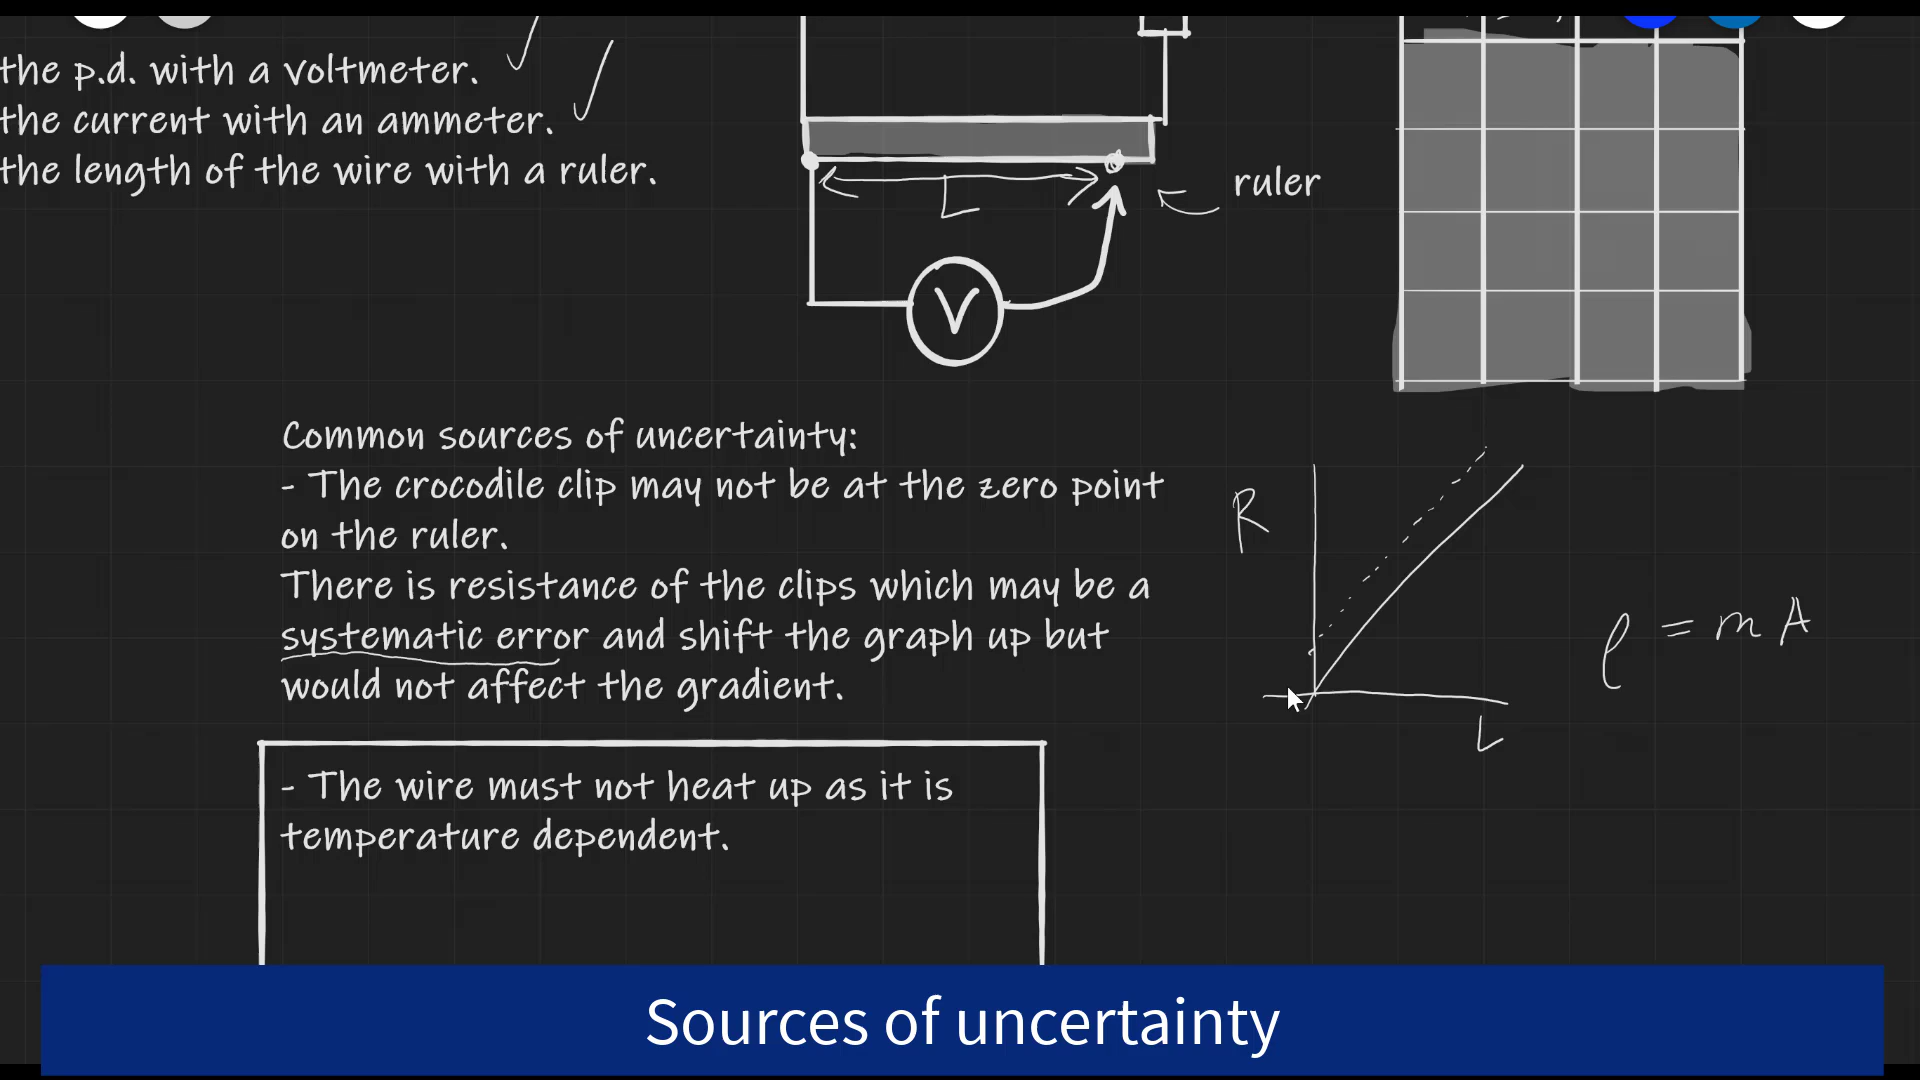 the p.d. with a voltmeter.
the current with an ammeter.
the length of the wire with a ruler.
ruler
L
V
Common sources of uncertainty:
- The crocodile clip may not be at the zero point
on the ruler.
There is resistance of the clips which may be a
systematic error and shift the graph up but
would not affect the gradient.
R
L
ρ = m A
- The wire must not heat up as it is
temperature dependent.
Sources of uncertainty